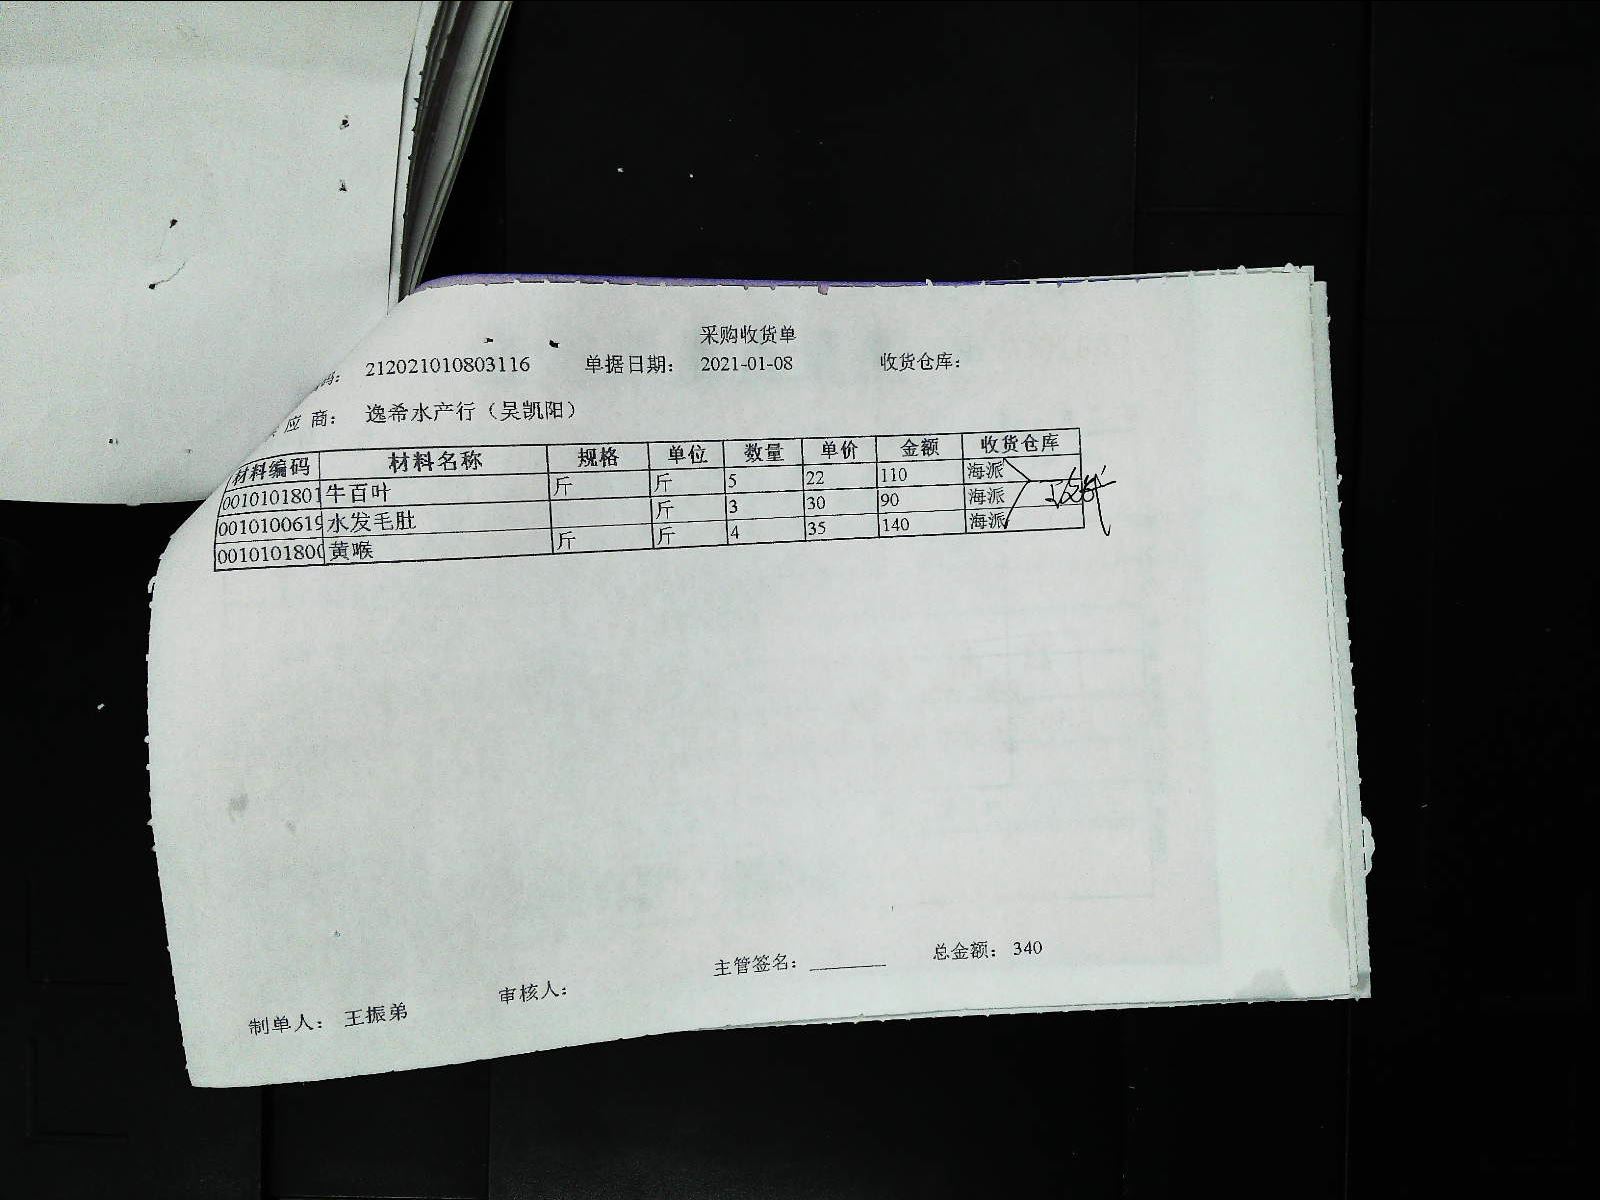 采购收货单
码： 212021010803116 单据日期： 2021-01-08 收货仓库：
应 商： 逸希水产行（吴凯阳）
材料编码 材料名称 规格 单位 数量 单价 金额 收货仓库
0010101801 牛百叶 斤 斤 5 22 110 海派
0010100619 水发毛肚 斤 3 30 90 海派
001010180 黄喉 斤 斤 4 35 140 海派
主管签名： 总金额： 340
制单人： 王振弟 审核人：